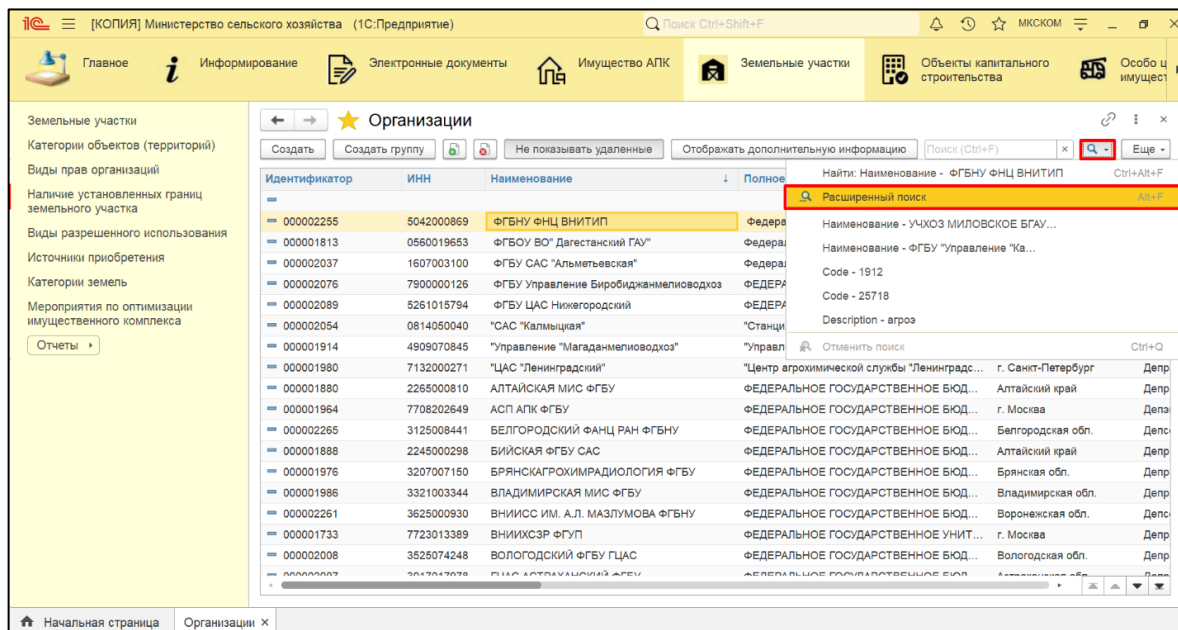 [КОПИЯ] Министерство сельского хозяйства (1С:Предприятие)
Поиск Ctrl+Shift+F
МКСКОМ
Главное
Информирование
Электронные документы
Имущество АПК
Земельные участки
Объекты капитального
строительства
Особо ц
имущест
Земельные участки
Категории объектов (территорий)
Виды прав организаций
Наличие установленных границ
земельного участка
Виды разрешенного использования
Источники приобретения
Категории земель
Мероприятия по оптимизации
имущественного комплекса
Отчеты
Организации
Создать Создать группу Не показывать удаленные Отображать дополнительную информацию Поиск (Ctrl+F) × Еще
Идентификатор ИНН Наименование ↓ Полное
000002255 5042000869 ФГБНУ ФНЦ ВНИТИП Федера
000001813 0560019653 ФГБОУ ВО" Дагестанский ГАУ" Федерал
000002037 1607003100 ФГБУ САС "Альметьевская" Федерал
000002076 7900000126 ФГБУ Управление Биробиджанмелиоводхоз ФЕДЕРА
000002089 5261015794 ФГБУ ЦАС Нижегородский ФЕДЕРА
000002054 0814050040 "САС "Калмыцкая" "Станци
000001914 4909070845 "Управление "Магаданмелиоводхоз" "Управл
000001980 7132000271 "ЦАС "Ленинградский" "Центр агрохимической службы "Ленинградс... г. Санкт-Петербург Депр
000001880 2265000810 АЛТАЙСКАЯ МИС ФГБУ ФЕДЕРАЛЬНОЕ ГОСУДАРСТВЕННОЕ БЮД... Алтайский край Депр
000001964 7708202649 АСП АПК ФГБУ ФЕДЕРАЛЬНОЕ ГОСУДАРСТВЕННОЕ БЮД... г. Москва Депэ
000002265 3125008441 БЕЛГОРОДСКИЙ ФАНЦ РАН ФГБНУ ФЕДЕРАЛЬНОЕ ГОСУДАРСТВЕННОЕ БЮД... Белгородская обл. Депс
000001888 2245000298 БИЙСКАЯ ФГБУ САС ФЕДЕРАЛЬНОЕ ГОСУДАРСТВЕННОЕ БЮД... Алтайский край Депр
000001976 3207007150 БРЯНСКАГРОХИМРАДИОЛОГИЯ ФГБУ ФЕДЕРАЛЬНОЕ ГОСУДАРСТВЕННОЕ БЮД... Брянская обл. Депр
000001986 3321003344 ВЛАДИМИРСКАЯ МИС ФГБУ ФЕДЕРАЛЬНОЕ ГОСУДАРСТВЕННОЕ БЮД... Владимирская обл. Депр
000002261 3625000930 ВНИИСС ИМ. А.Л. МАЗЛУМОВА ФГБНУ ФЕДЕРАЛЬНОЕ ГОСУДАРСТВЕННОЕ БЮД... Воронежская обл. Депс
000001733 7723013389 ВНИИХСЗР ФГУП ФЕДЕРАЛЬНОЕ ГОСУДАРСТВЕННОЕ УНИТ... г. Москва Депр
000002008 3525074248 ВОЛОГОДСКИЙ ФГБУ ГЦАС ФЕДЕРАЛЬНОЕ ГОСУДАРСТВЕННОЕ БЮД... Вологодская обл. Депр
Найти: Наименование - ФГБНУ ФНЦ ВНИТИП Ctrl+Alt+F
Расширенный поиск Alt+F
Наименование - УЧХОЗ МИЛОВСКОЕ БГАУ...
Наименование - ФГБУ "Управление "Ка...
Code - 1912
Code - 25718
Description - агроэ
Отменить поиск Ctrl+Q
Начальная страница
Организации ×